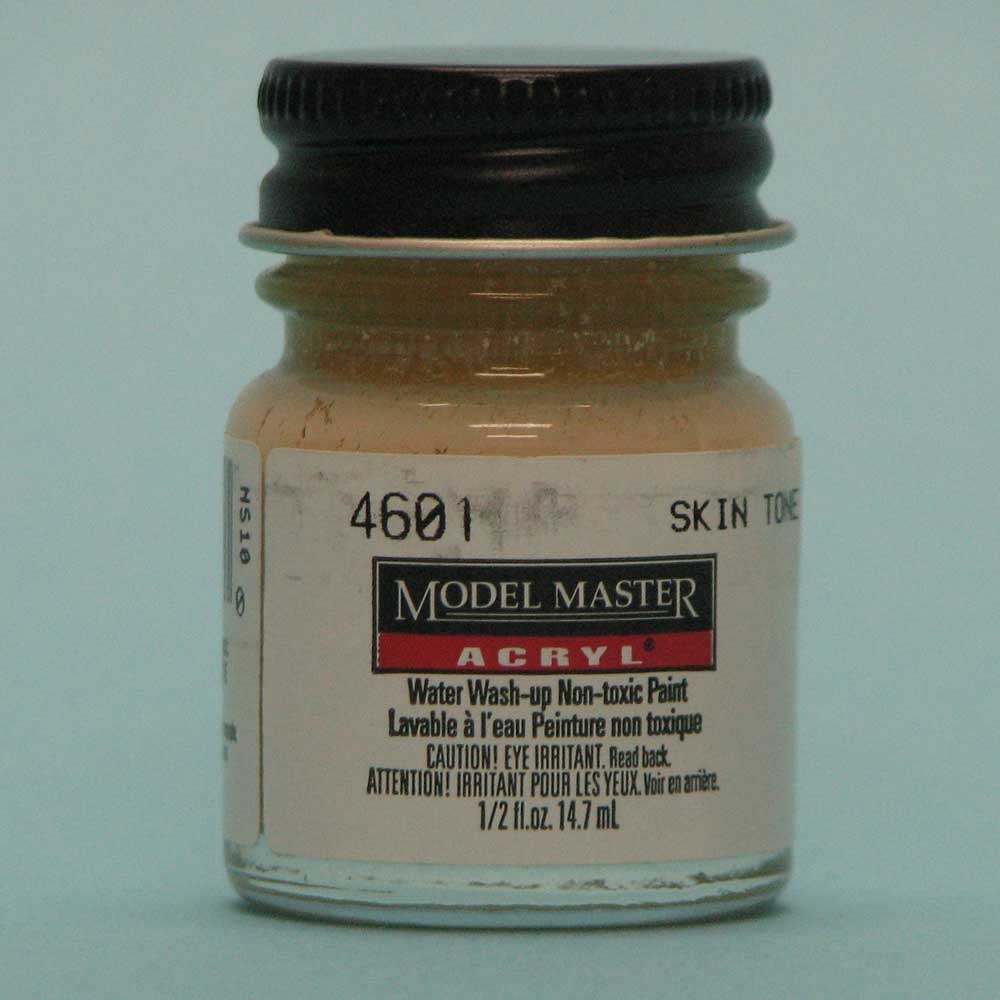 4601 SKIN TONE
MODEL MASTER
ACRYL®
Water Wash-up Non-toxic Paint
Lavable à l'eau Peinture non toxique
CAUTION! EYE IRRITANT. Read back.
ATTENTION! IRRITANT POUR LES YEUX. Voir en arrière.
1/2 fl.oz. 14.7 mL